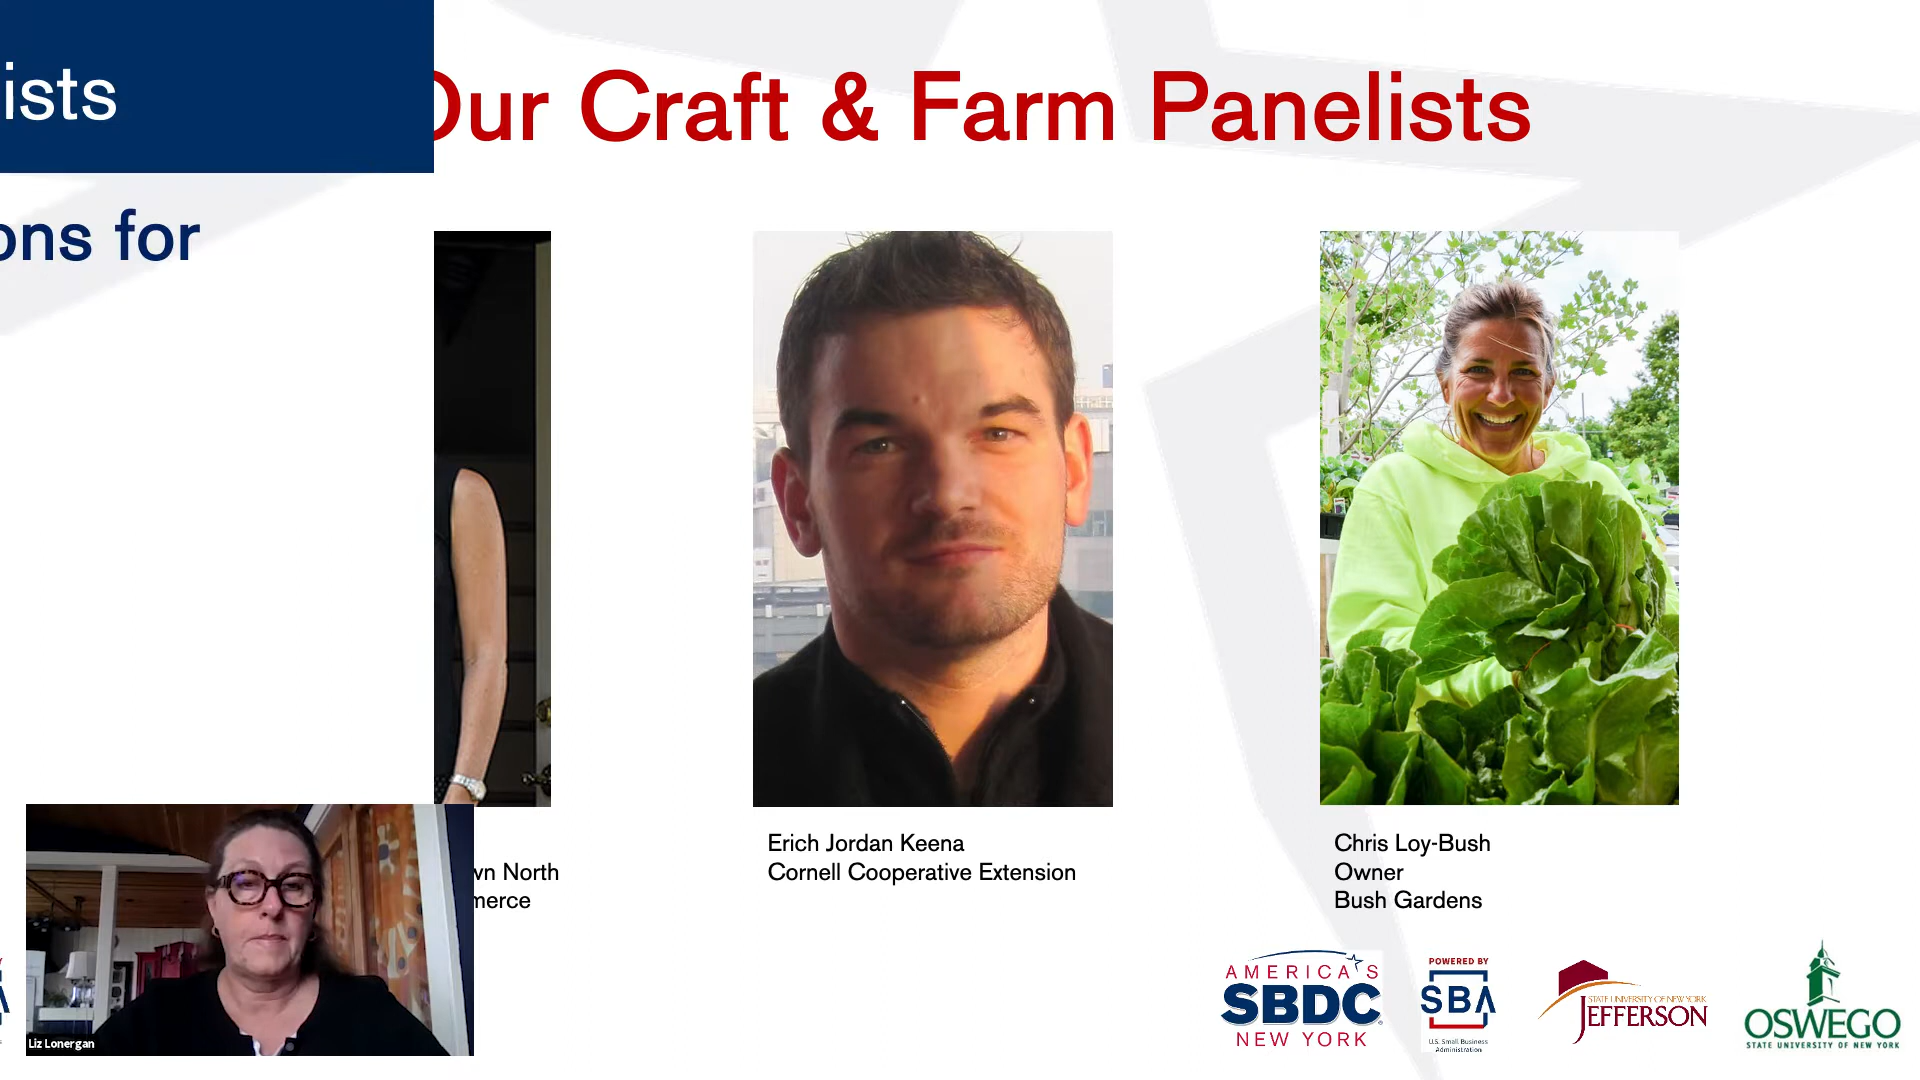 ists
Our Craft & Farm Panelists
ons for
wn North
merce
Erich Jordan Keena
Cornell Cooperative Extension
Chris Loy-Bush
Owner
Bush Gardens
Liz Lonergan
AMERICA'S
SBDC
NEW YORK
POWERED BY
SBA
U.S. Small Business
Administration
STATE UNIVERSITY OF NEW YORK
JEFFERSON
OSWEGO
STATE UNIVERSITY OF NEW YORK